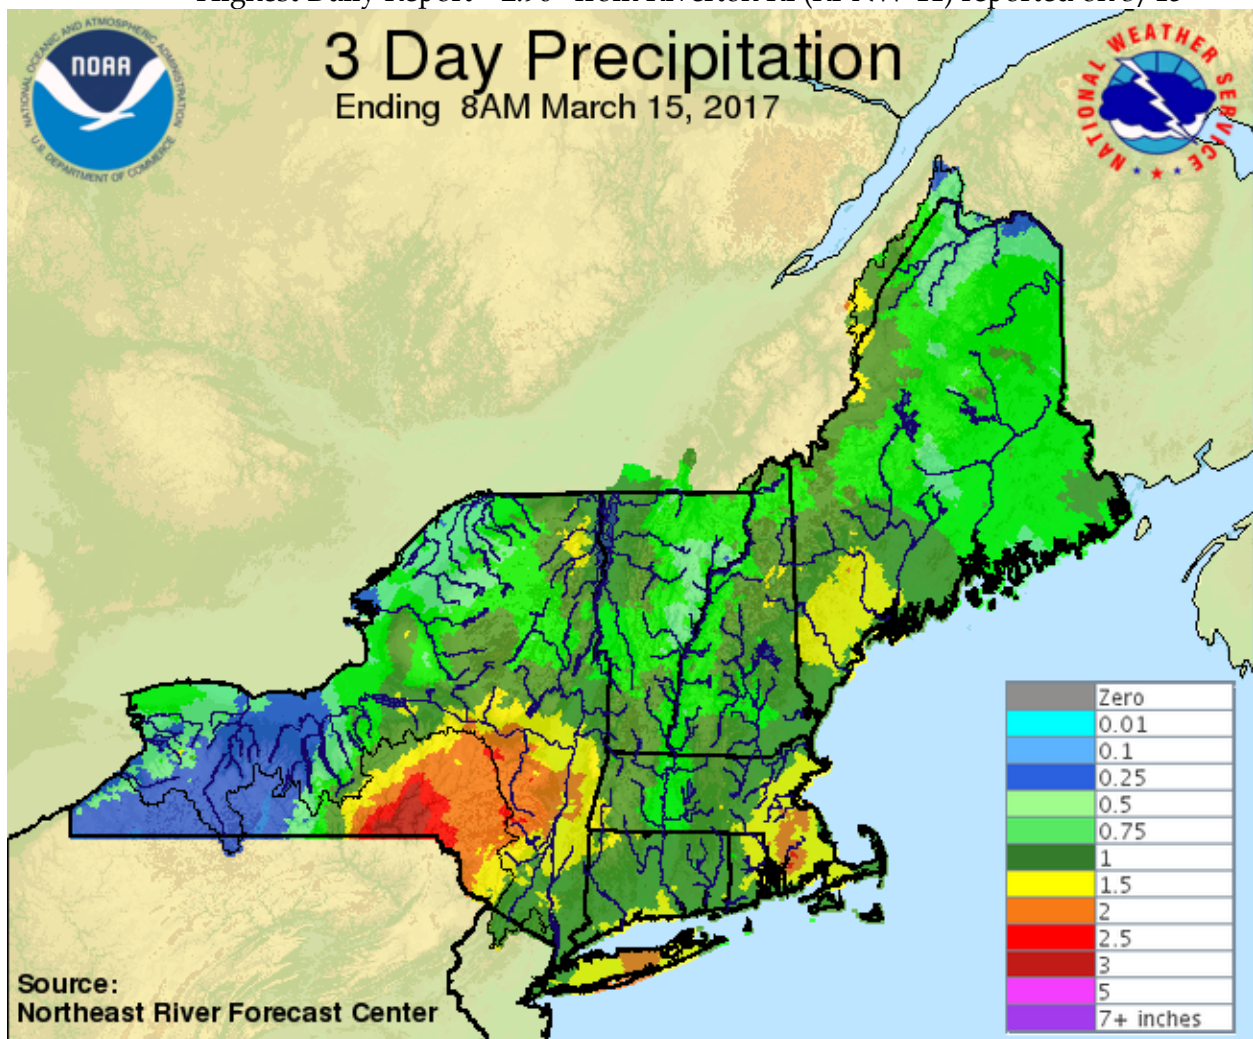 3 Day Precipitation
Ending 8AM March 15, 2017
NATIONAL OCEANIC AND ATMOSPHERIC ADMINISTRATION
NOAA
U.S. DEPARTMENT OF COMMERCE
NATIONAL WEATHER SERVICE
Zero
0.01
0.1
0.25
0.5
0.75
1
1.5
2
2.5
3
5
7+ inches
Source:
Northeast River Forecast Center